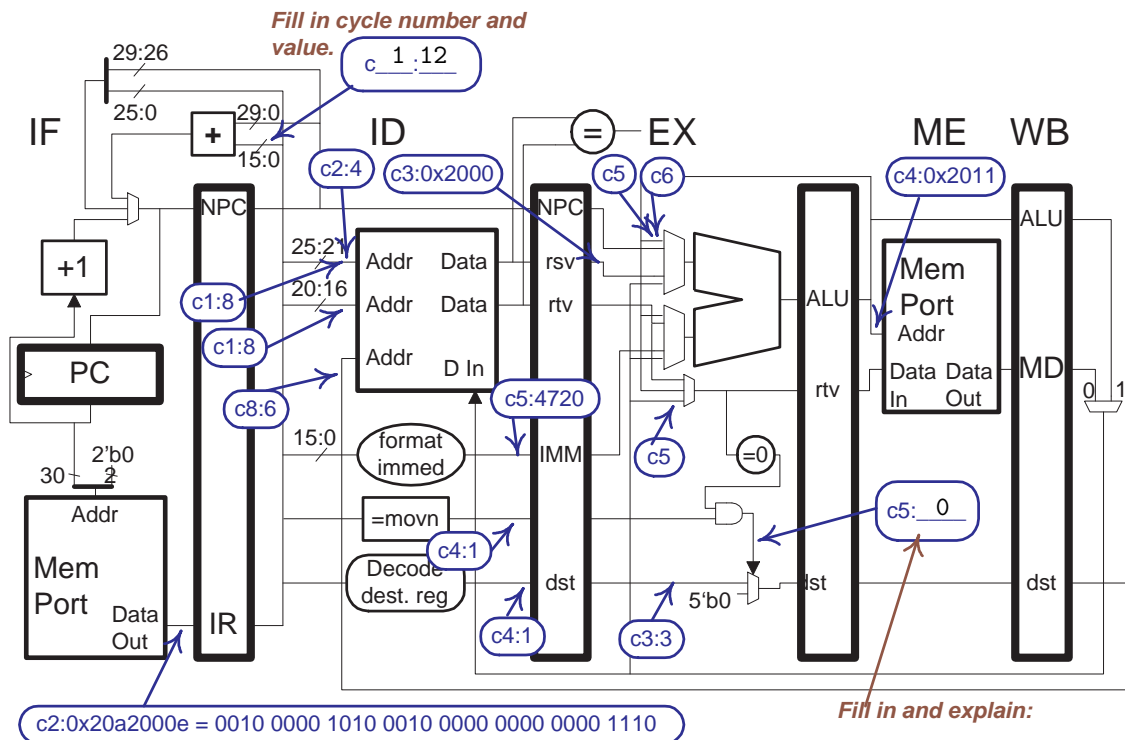 Fill in cycle number and
value.
c___:___
1 12
29:26
25:0
29:0
15:0
+
=
IF
ID
EX
ME
WB
c2:4
c3:0x2000
c5
c6
c4:0x2011
NPC
NPC
ALU
+1
25:21
Addr
Data
rsv
Mem
Port
Addr
c1:8
20:16
Addr
Data
rtv
ALU
c1:8
PC
Addr
D In
c8:6
c5:4720
rtv
Data
In
Data
Out
MD
0
1
2'b0
30
2
15:0
format
immed
IMM
c5
=0
Addr
Mem
Port
Data
Out
=movn
c4:1
c5:___
0
Decode
dest. reg
dst
5'b0
dst
dst
IR
c4:1
c3:3
c2:0x20a2000e = 0010 0000 1010 0010 0000 0000 0000 1110
Fill in and explain: